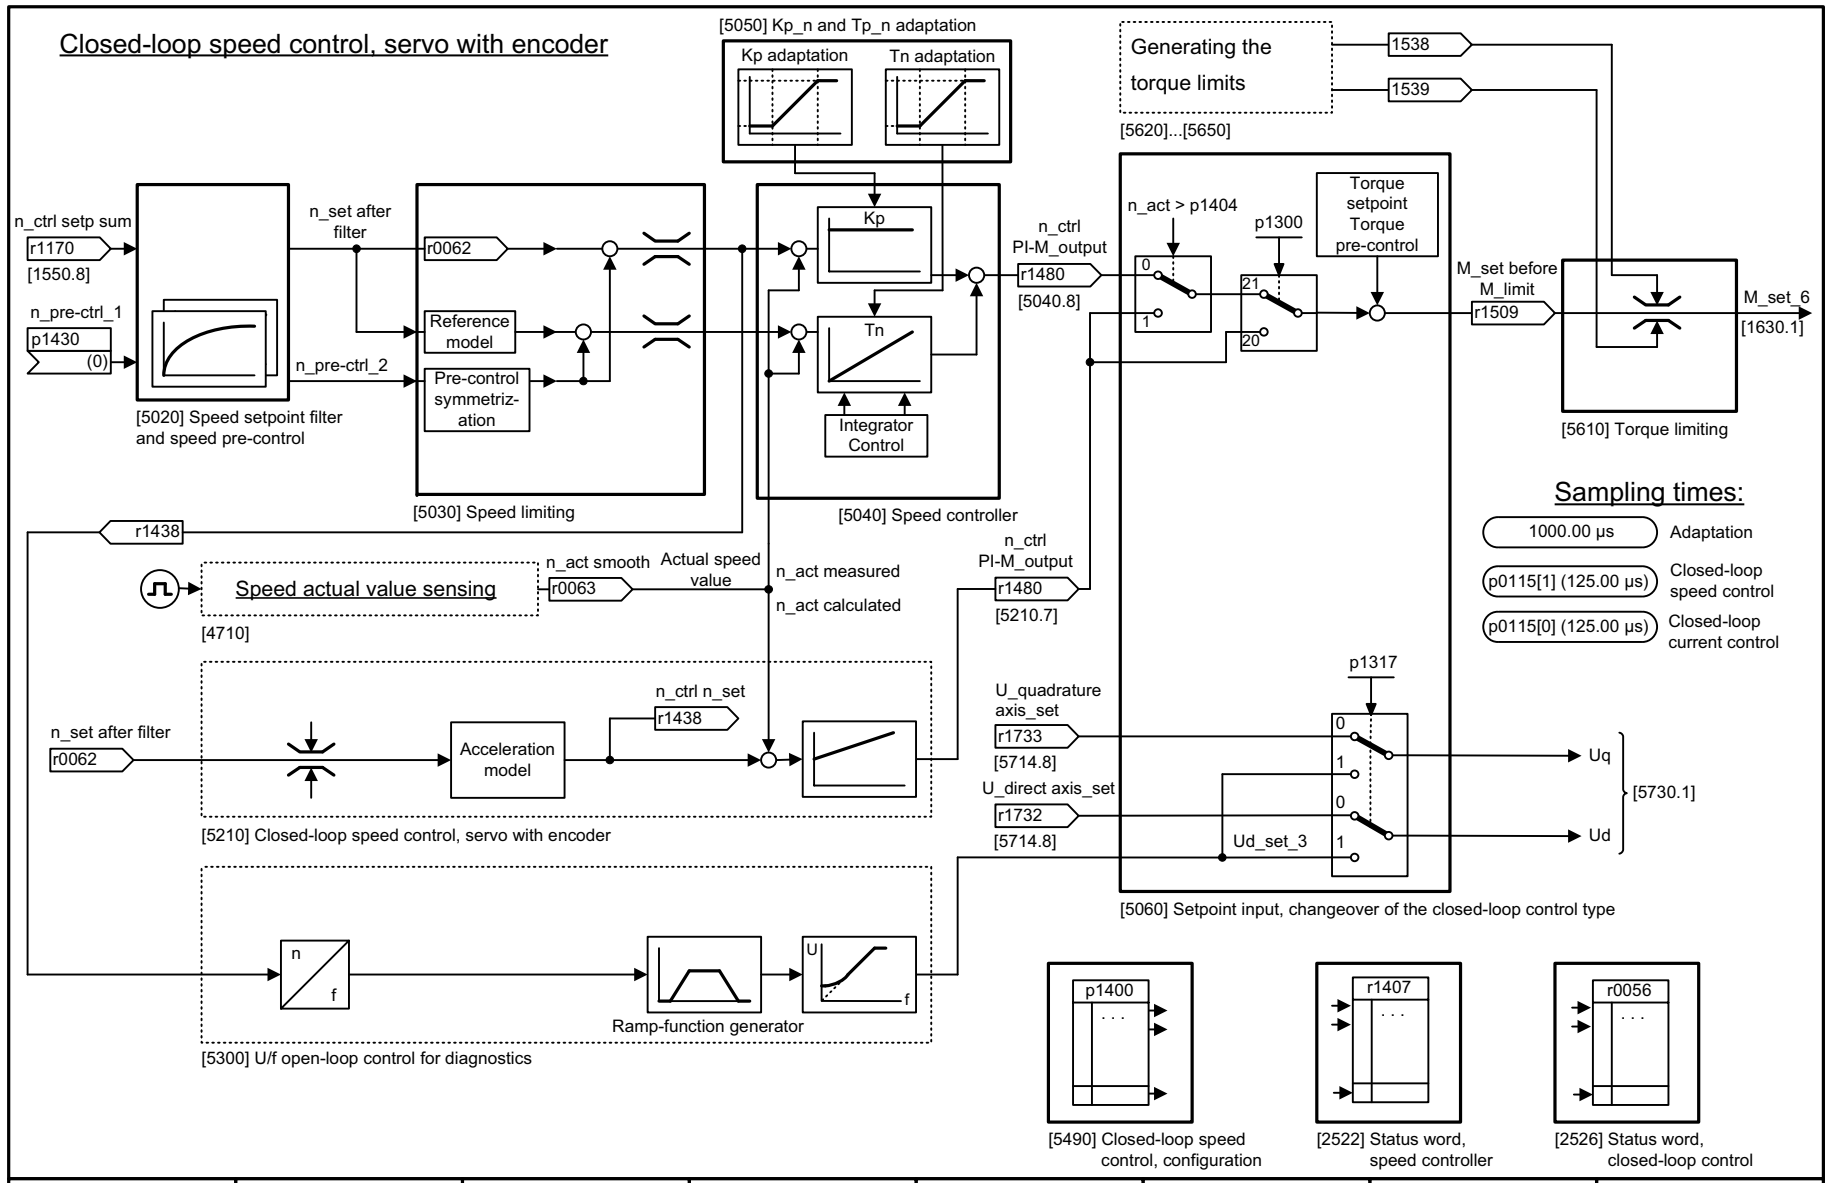 Closed-loop speed control, servo with encoder
[5050] Kp_n and Tp_n adaptation
Kp adaptation
Tn adaptation
Generating the
torque limits
[5620]...[5650]
1538
1539
n_ctrl setp sum
r1170
[1550.8]
n_pre-ctrl_1
p1430
(0)
[5020] Speed setpoint filter
and speed pre-control
n_set after
filter
n_pre-ctrl_2
r0062
Reference
model
Pre-control
symmetriz-
ation
[5030] Speed limiting
Kp
Tn
Integrator
Control
[5040] Speed controller
n_ctrl
PI-M_output
r1480
[5040.8]
n_act > p1404
0
1
p1300
21
20
Torque
setpoint
Torque
pre-control
M_set before
M_limit
r1509
M_set_6
[1630.1]
[5610] Torque limiting
Sampling times:
1000.00 µs
Adaptation
p0115[1] (125.00 µs)
Closed-loop
speed control
p0115[0] (125.00 µs)
Closed-loop
current control
r1438
Speed actual value sensing
[4710]
n_act smooth
r0063
Actual speed
value
n_act measured
n_act calculated
n_ctrl
PI-M_output
r1480
[5210.7]
n_set after filter
r0062
Acceleration
model
n_ctrl n_set
r1438
[5210] Closed-loop speed control, servo with encoder
U_quadrature
axis_set
r1733
[5714.8]
U_direct axis_set
r1732
[5714.8]
Ud_set_3
p1317
0
1
0
1
Uq
Ud
[5730.1]
[5060] Setpoint input, changeover of the closed-loop control type
n
f
Ramp-function generator
U
f
[5300] U/f open-loop control for diagnostics
p1400
. . .
[5490] Closed-loop speed
control, configuration
r1407
. . .
[2522] Status word,
speed controller
r0056
. . .
[2526] Status word,
closed-loop control